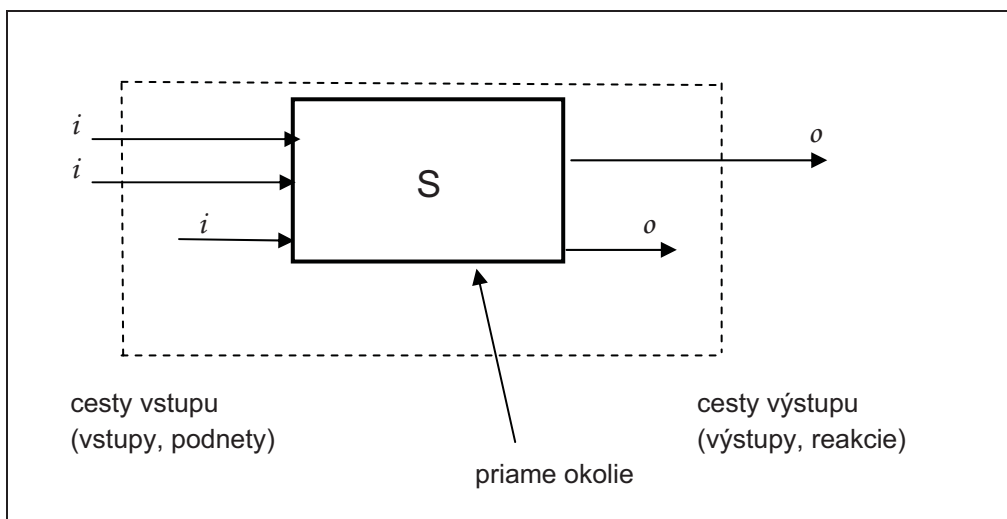 i
o
i
S
i
o
cesty vstupu
(vstupy, podnety)
cesty výstupu
(výstupy, reakcie)
priame okolie